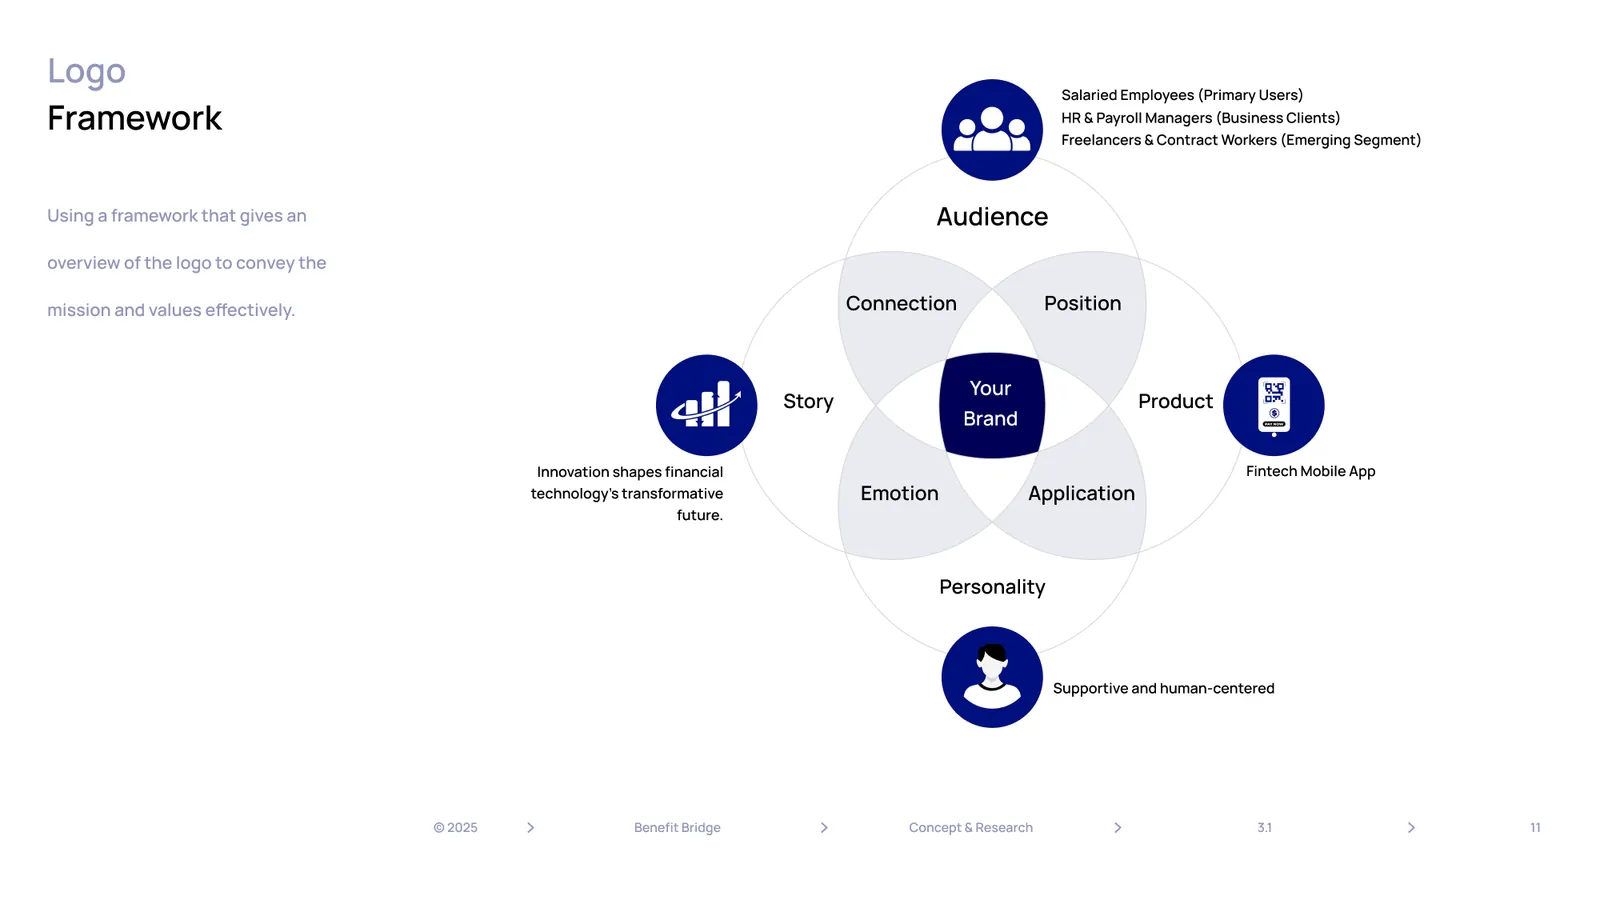 Logo
Framework
Using a framework that gives an
overview of the logo to convey the
mission and values effectively.
Salaried Employees (Primary Users)
HR & Payroll Managers (Business Clients)
Freelancers & Contract Workers (Emerging Segment)
Audience
Connection
Position
Story
Your
Brand
Product
PAY NOW
Innovation shapes financial
technology's transformative
future.
Fintech Mobile App
Emotion
Application
Personality
Supportive and human-centered
© 2025
Benefit Bridge
Concept & Research
3.1
11